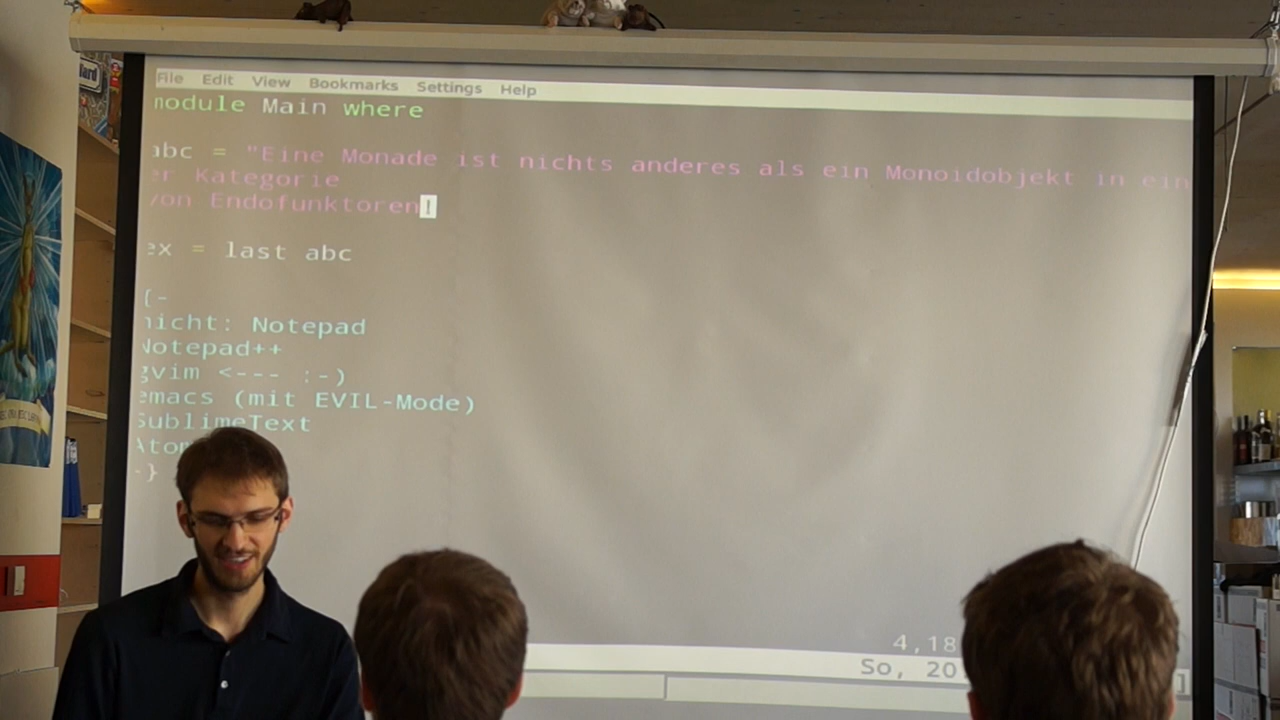 File Edit View Bookmarks Settings Help
module Main where
abc = "Eine Monade ist nichts anderes als ein Monoidobjekt in ein
er Kategorie
von Endofunktoren!
ex = last abc
{-
nicht: Notepad
Notepad++
gvim <--- :-)
emacs (mit EVIL-Mode)
SublimeText
Atom
-}
4,18
So, 20